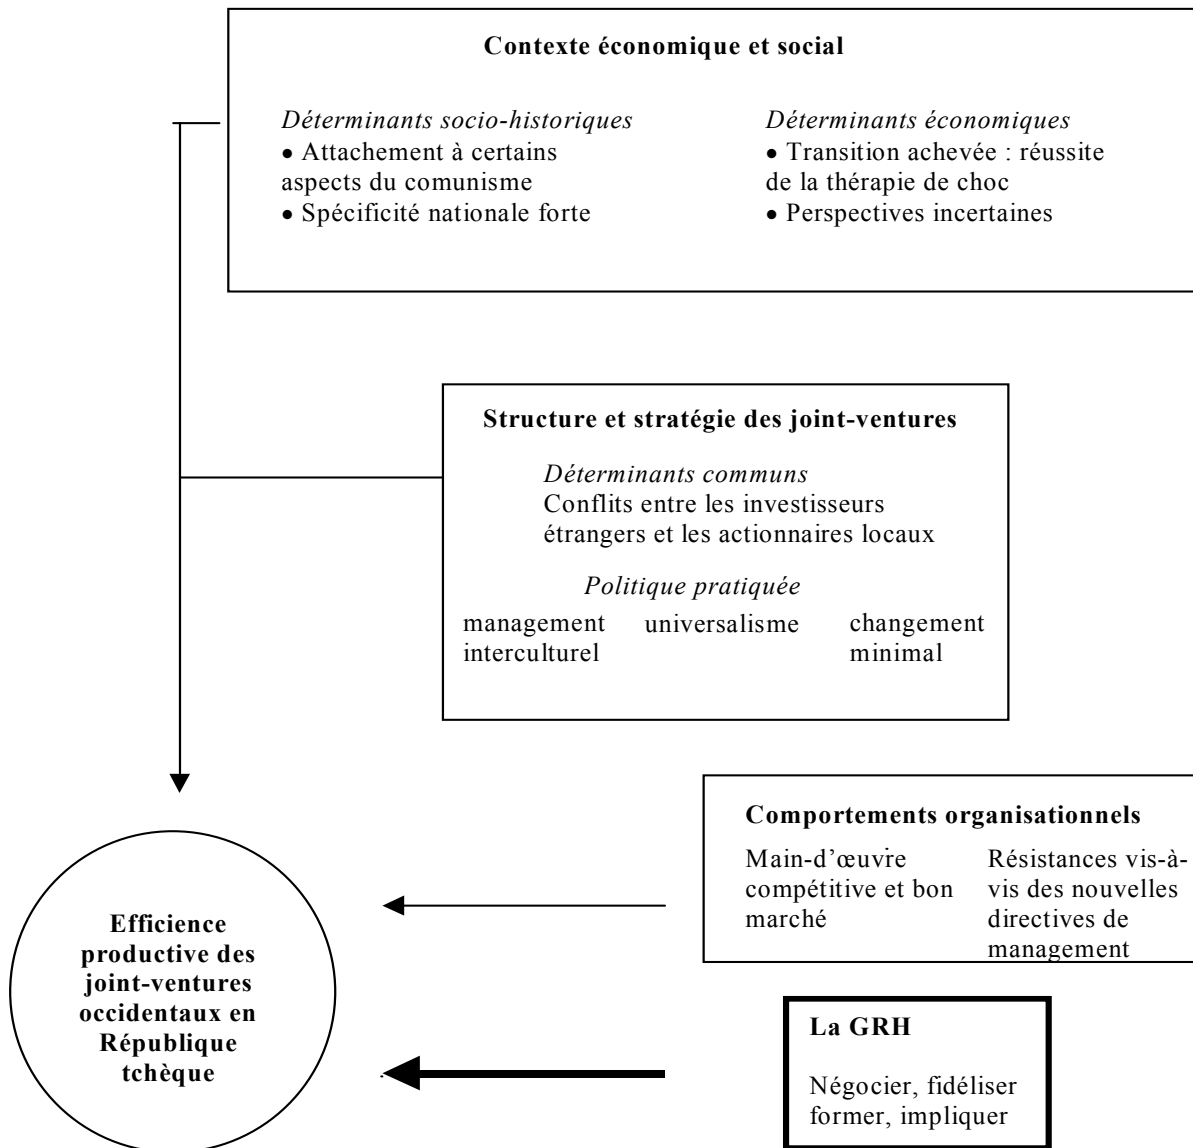 Contexte économique et social
Déterminants socio-historiques
• Attachement à certains
aspects du comunisme
• Spécificité nationale forte
Déterminants économiques
• Transition achevée : réussite
de la thérapie de choc
• Perspectives incertaines
Structure et stratégie des joint-ventures
Déterminants communs
Conflits entre les investisseurs
étrangers et les actionnaires locaux
Politique pratiquée
management
interculturel
universalisme
changement
minimal
Comportements organisationnels
Main-d’œuvre
compétitive et bon
marché
Résistances vis-à-
vis des nouvelles
directives de
management
Efficience
productive des
joint-ventures
occidentaux en
République
tchèque
La GRH
Négocier, fidéliser
former, impliquer